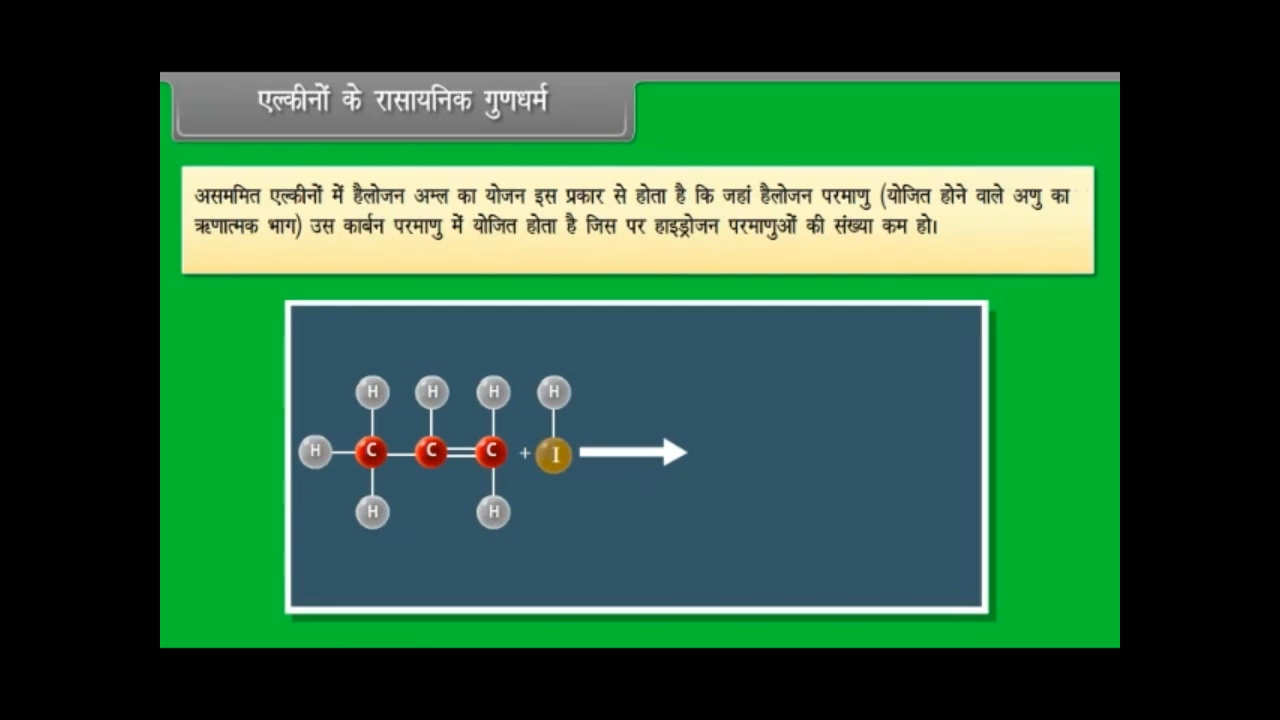 एल्कीनों के रासायनिक गुणधर्म
असममित एल्कीनों में हैलोजन अम्ल का योजन इस प्रकार से होता है कि जहां हैलोजन परमाणु (योजित होने वाले अणु का
ऋणात्मक भाग) उस कार्बन परमाणु में योजित होता है जिस पर हाइड्रोजन परमाणुओं की संख्या कम हो।
H H H H
H C C C + I
H H